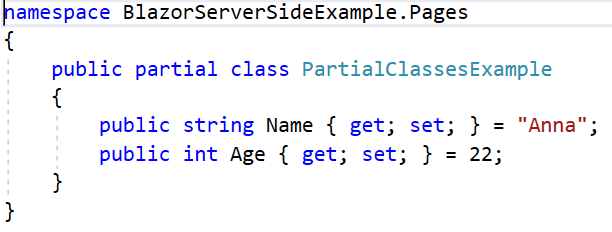 namespace BlazorServerSideExample.Pages
{
    public partial class PartialClassesExample
    {
        public string Name { get; set; } = "Anna";
        public int Age { get; set; } = 22;
    }
}